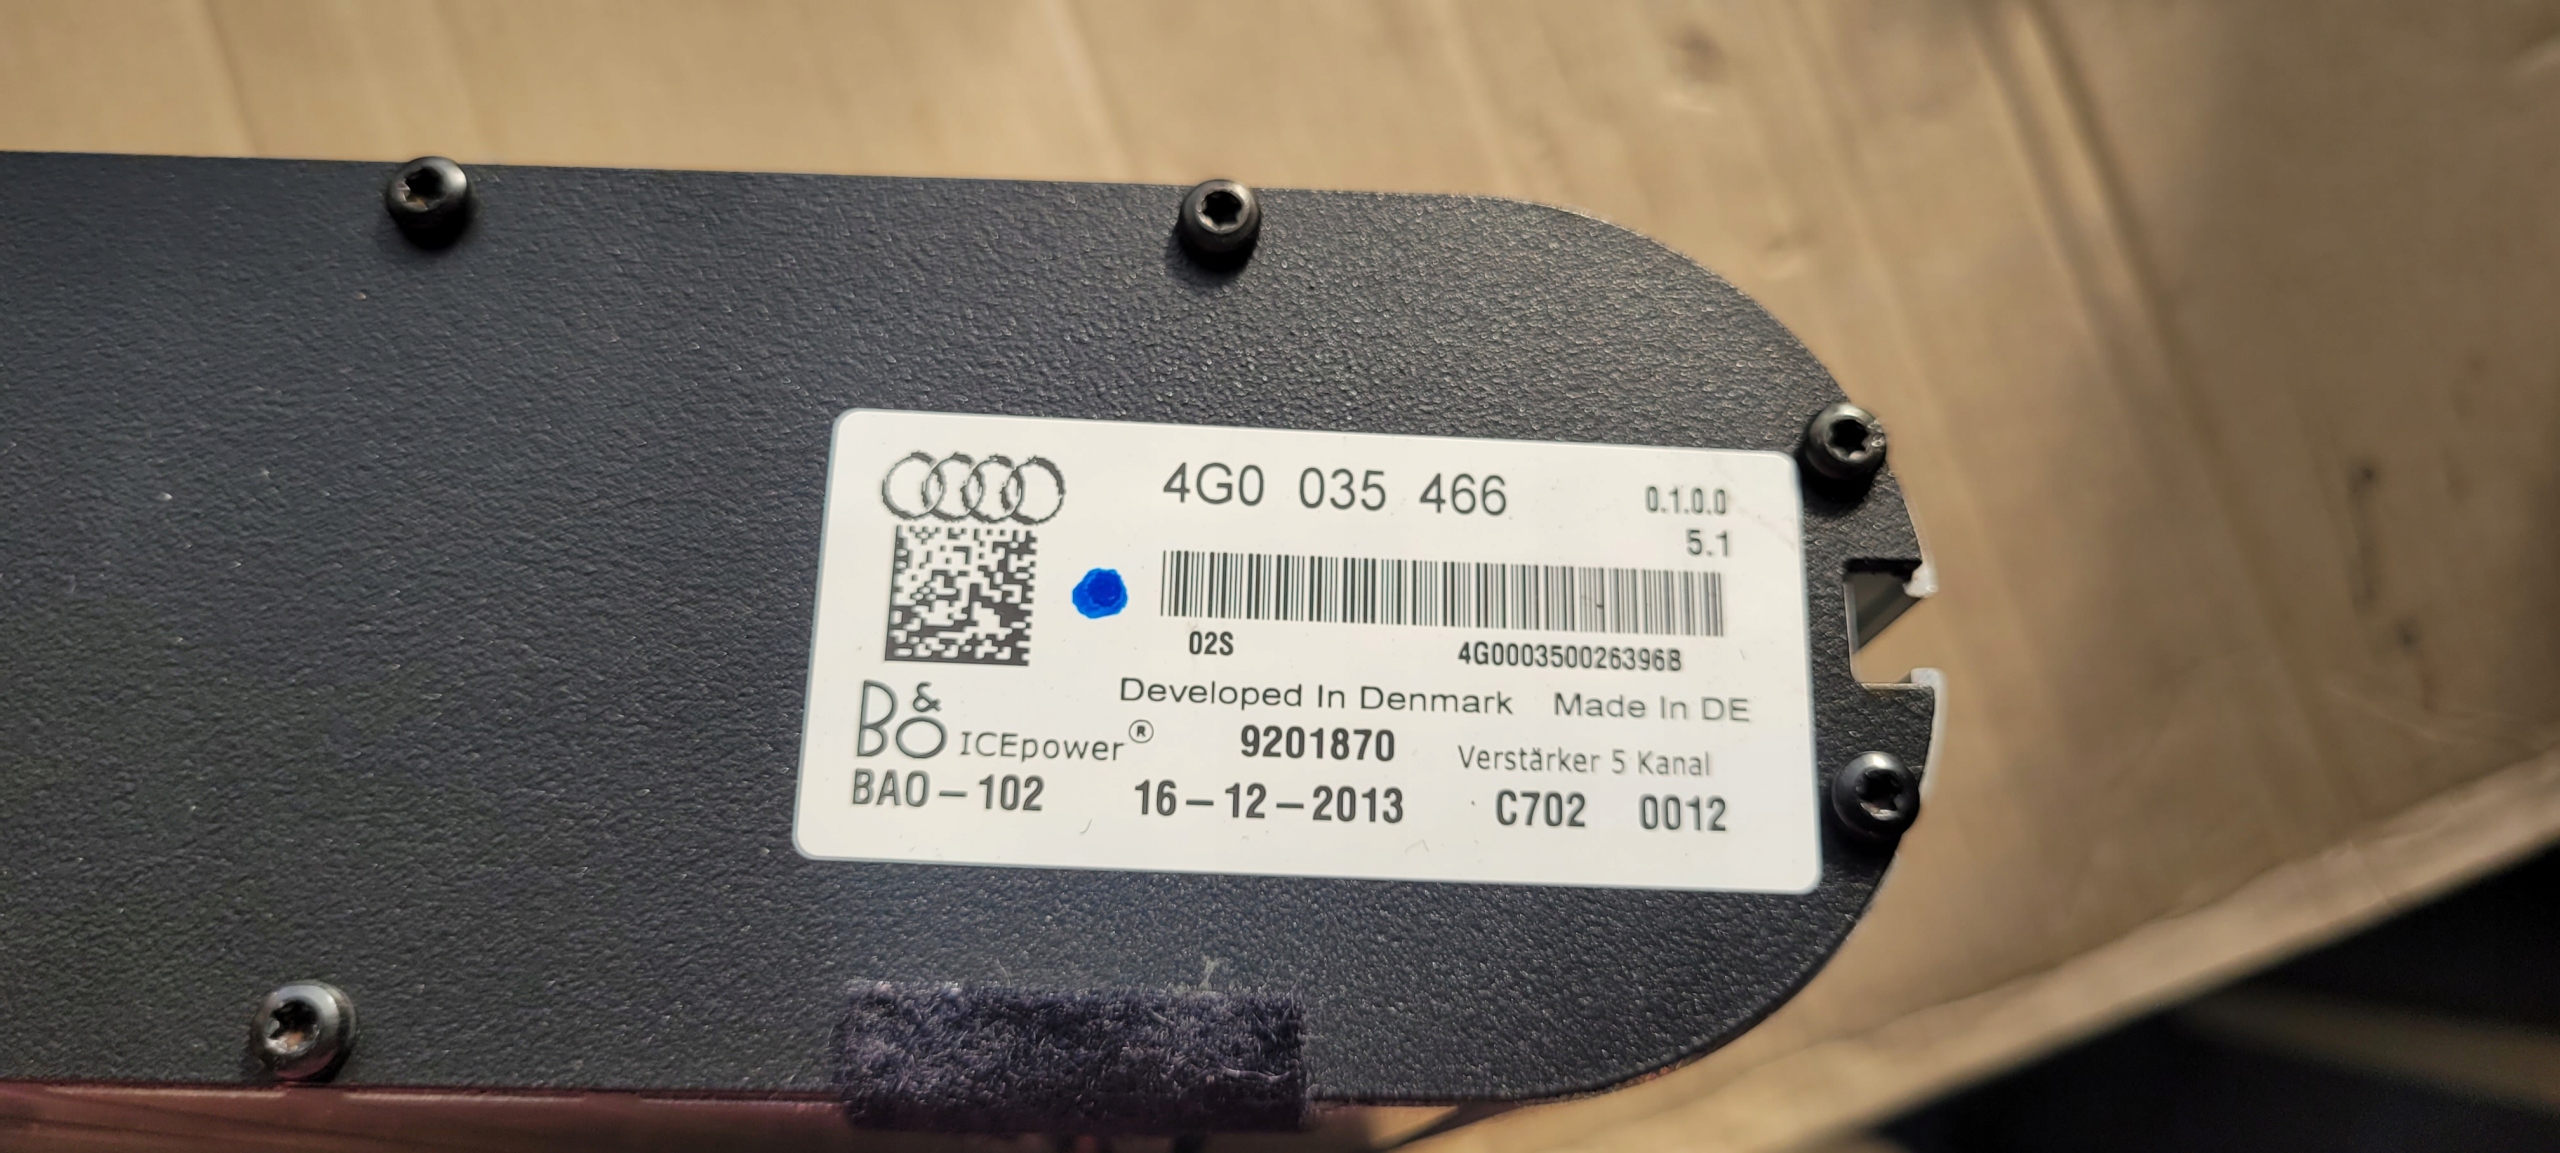 4G0 035 466 0.1.0.0
5.1
02S 4G000350026396B
Developed In Denmark Made In DE
B&O ICEpower® 9201870 Verstärker 5 Kanal
BAO-102 16-12-2013 C702 0012